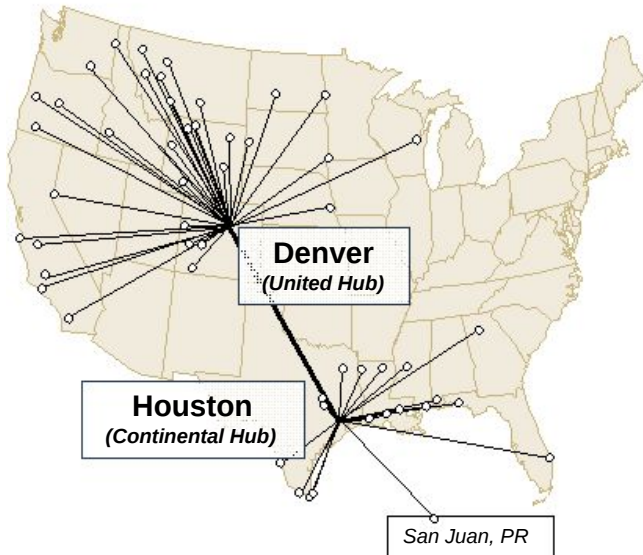 Denver
(United Hub)
Houston
(Continental Hub)
San Juan, PR